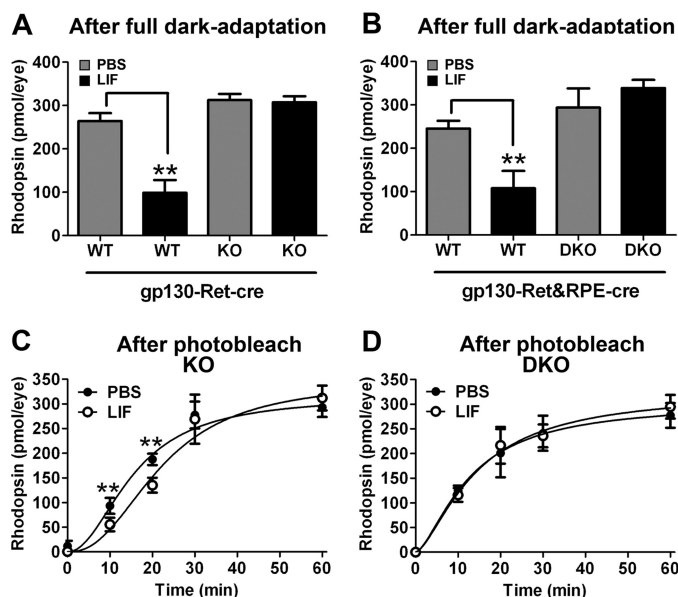 A
After full dark-adaptation
PBS
LIF
Rhodopsin (pmol/eye)
400
300
200
100
0
**
WT
WT
KO
KO
gp130-Ret-cre
B
After full dark-adaptation
PBS
LIF
Rhodopsin (pmol/eye)
400
300
200
100
0
**
WT
WT
DKO
DKO
gp130-Ret&RPE-cre
C
After photobleach
KO
PBS
LIF
Rhodopsin (pmol/eye)
350
300
250
200
150
100
50
0
**
**
0 10 20 30 40 50 60
Time (min)
D
After photobleach
DKO
PBS
LIF
Rhodopsin (pmol/eye)
350
300
250
200
150
100
50
0
0 10 20 30 40 50 60
Time (min)